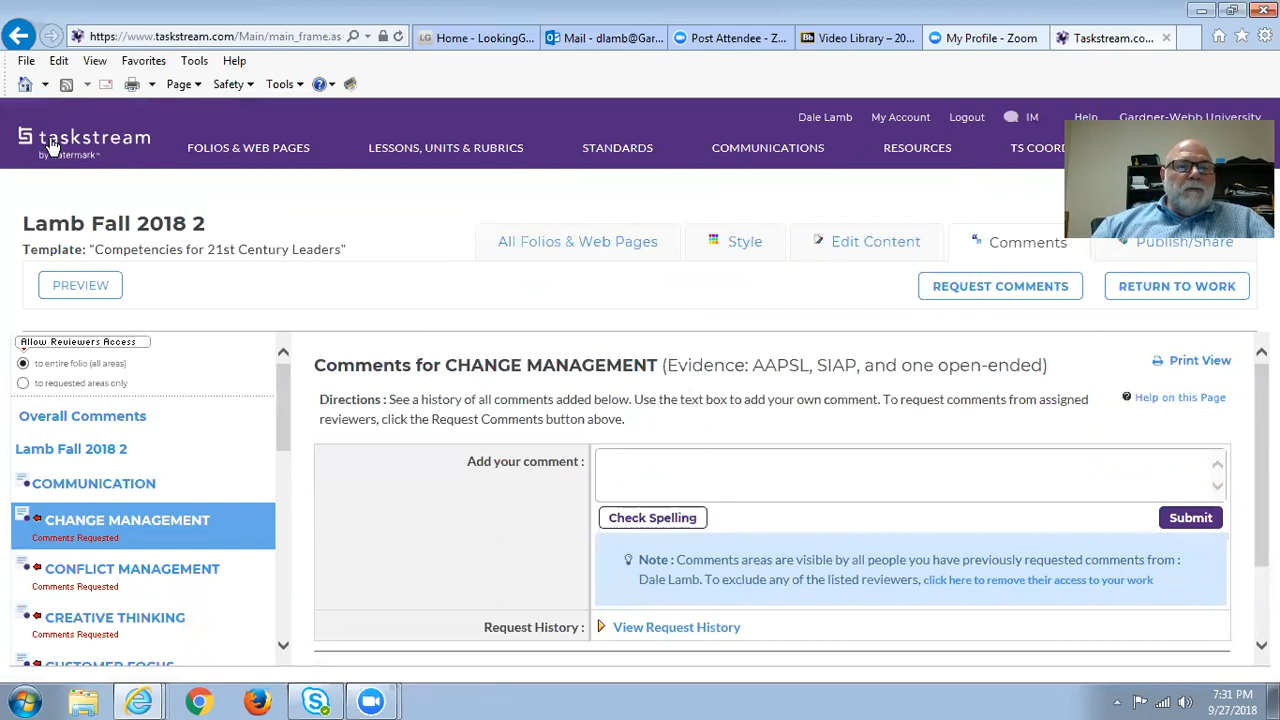 https://www.taskstream.com/Main/main_frame.as
Home - LookingG...
Mail - dlamb@Gar...
Post Attendee - Z...
Video Library – 20...
My Profile - Zoom
Taskstream.co...
File Edit View Favorites Tools Help
Page Safety Tools
Dale Lamb My Account Logout IM Help Gardner-Webb University
taskstream
by watermark™
FOLIOS & WEB PAGES LESSONS, UNITS & RUBRICS STANDARDS COMMUNICATIONS RESOURCES TS COORD
Lamb Fall 2018 2
Template: "Competencies for 21st Century Leaders"
All Folios & Web Pages Style Edit Content Comments Publish/Share
PREVIEW
REQUEST COMMENTS
RETURN TO WORK
Allow Reviewers Access
to entire folio (all areas)
to requested areas only
Overall Comments
Lamb Fall 2018 2
COMMUNICATION
CHANGE MANAGEMENT
Comments Requested
CONFLICT MANAGEMENT
Comments Requested
CREATIVE THINKING
Comments Requested
CUSTOMER FOCUS
Comments for CHANGE MANAGEMENT (Evidence: AAPSL, SIAP, and one open-ended)
Print View
Directions : See a history of all comments added below. Use the text box to add your own comment. To request comments from assigned
reviewers, click the Request Comments button above.
Help on this Page
Add your comment :
Check Spelling
Submit
Note : Comments areas are visible by all people you have previously requested comments from :
Dale Lamb. To exclude any of the listed reviewers, click here to remove their access to your work
Request History :
View Request History
7:31 PM
9/27/2018